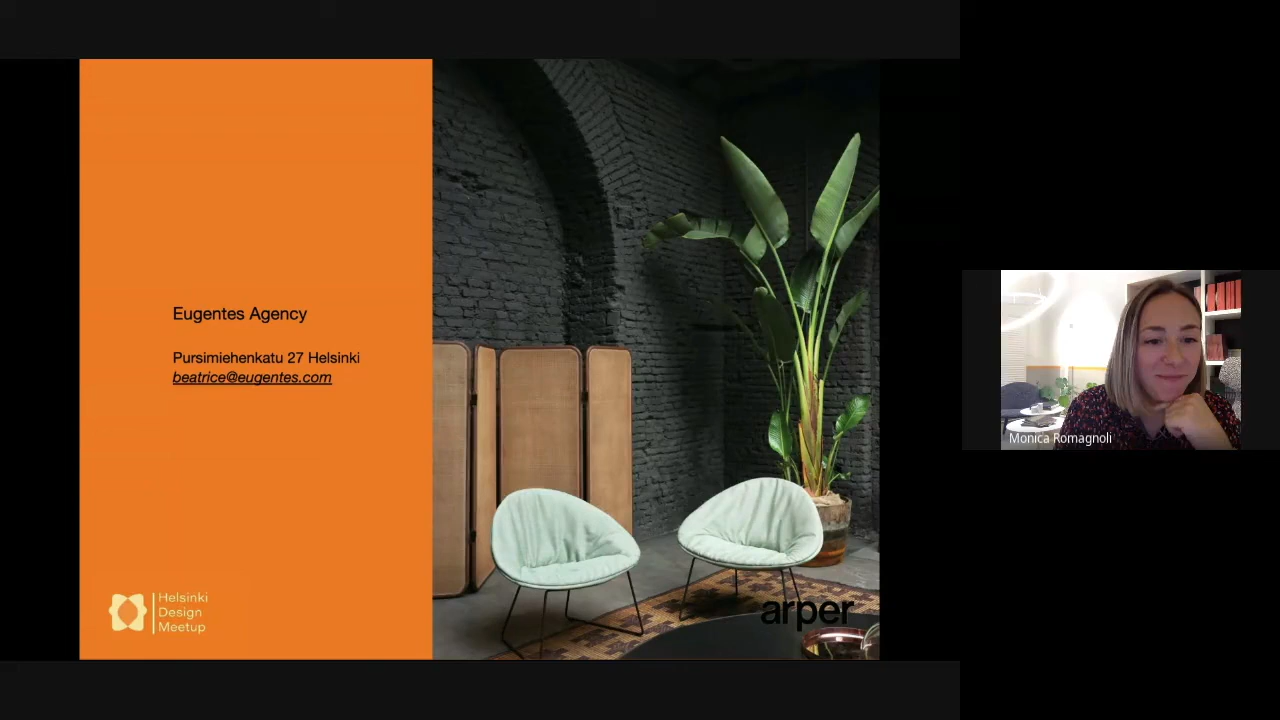 Eugentes Agency
Pursimiehenkatu 27 Helsinki
beatrice@eugentes.com
Helsinki
Design
Meetup
arper
Monica Romagnoli